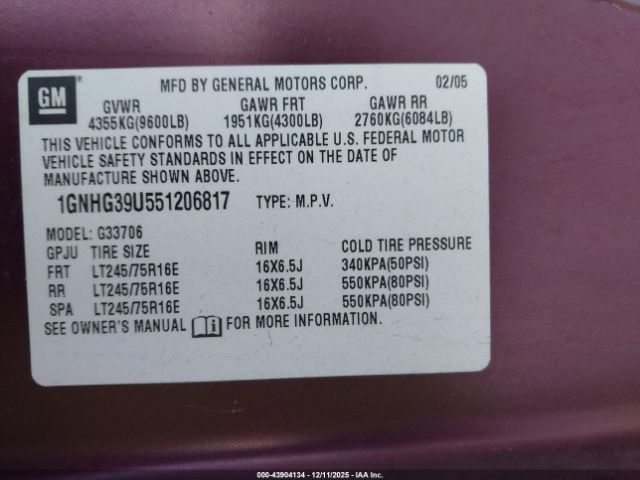 GM
MFD BY GENERAL MOTORS CORP. 02/05
GVWR GAWR FRT GAWR RR
4355KG(9600LB) 1951KG(4300LB) 2760KG(6084LB)
THIS VEHICLE CONFORMS TO ALL APPLICABLE U.S. FEDERAL MOTOR
VEHICLE SAFETY STANDARDS IN EFFECT ON THE DATE OF
MANUFACTURE SHOWN ABOVE.
1GNHG39U551206817 TYPE: M.P.V.
MODEL: G33706
GPJU TIRE SIZE RIM COLD TIRE PRESSURE
FRT LT245/75R16E 16X6.5J 340KPA(50PSI)
RR LT245/75R16E 16X6.5J 550KPA(80PSI)
SPA LT245/75R16E 16X6.5J 550KPA(80PSI)
SEE OWNER'S MANUAL FOR MORE INFORMATION.
000-43904134 - 12/11/2025 - IAA Inc.